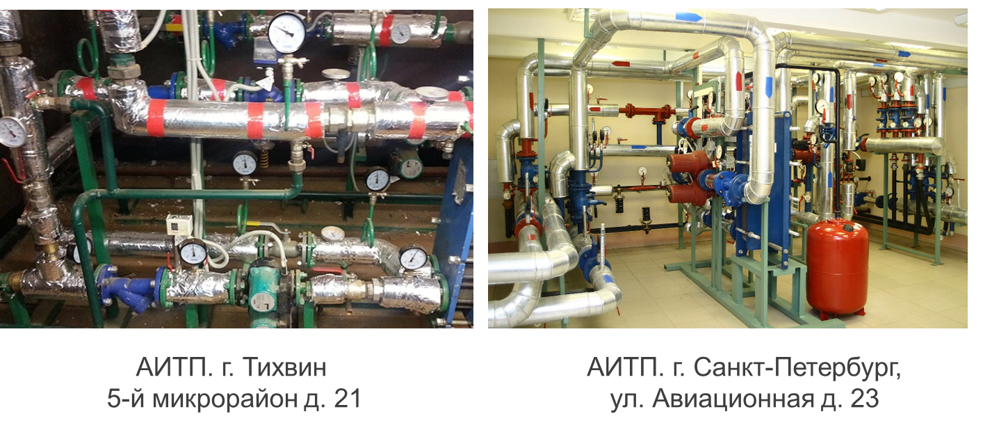 АИТП. г. Тихвин
5-й микрорайон д. 21
АИТП. г. Санкт-Петербург,
ул. Авиационная д. 23